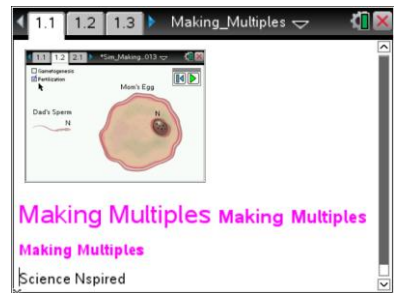 1.1 1.2 1.3 Making_Multiples
1.1 1.2 2.1 *Sim_Making..013
Gametogenesis
Fertilization
Mom's Egg
Dad's Sperm
N
N
Making Multiples Making Multiples
Making Multiples
Science Nspired